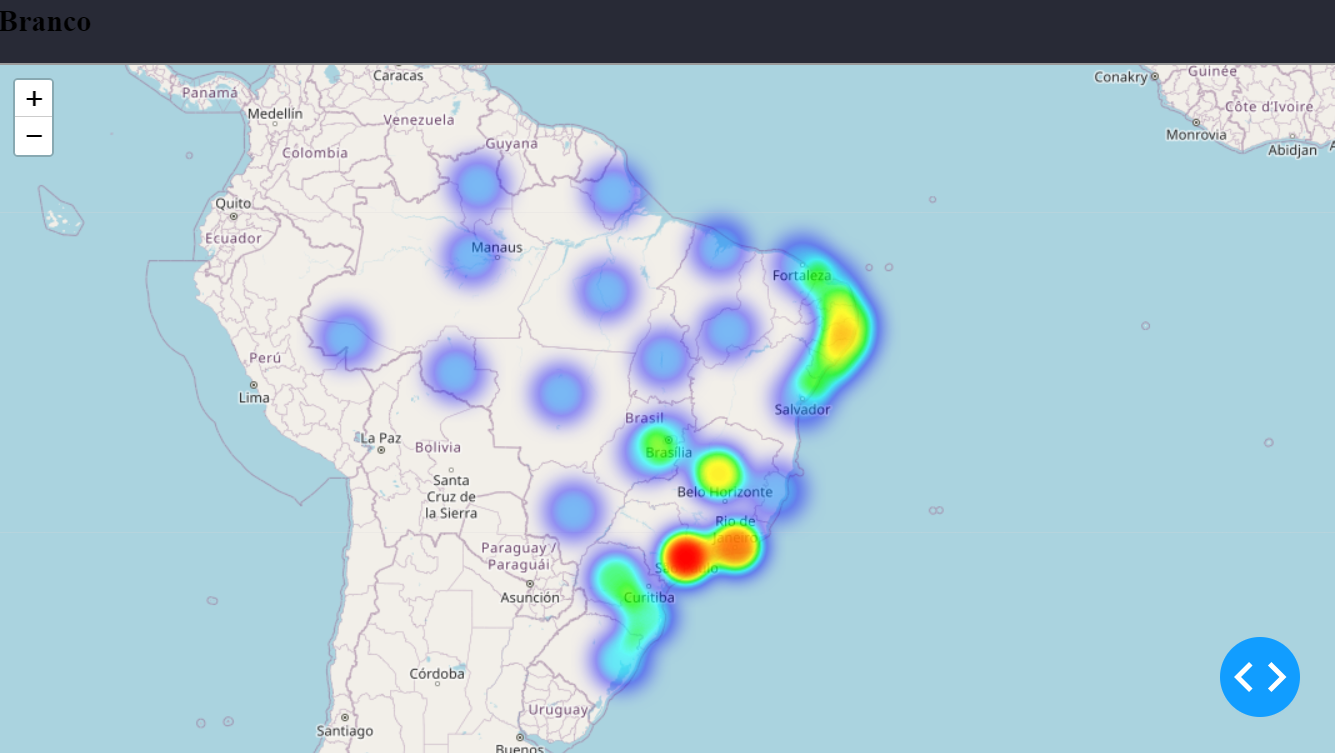 Branco
+
−
Caracas
Conakry
Guinée
Panamá
Medellín
Venezuela
Côte d'Ivoire
Monrovia
Guyana
Colombia
Abidjan
Quito
Ecuador
Manaus
Fortaleza
Perú
Lima
Salvador
Brasil
La Paz
Bolivia
Brasília
Santa
Cruz de
la Sierra
Belo Horizonte
Rio de
Janeiro
Paraguay /
Paraguái
Asunción
Curitiba
Córdoba
Uruguay
Santiago
Buenos